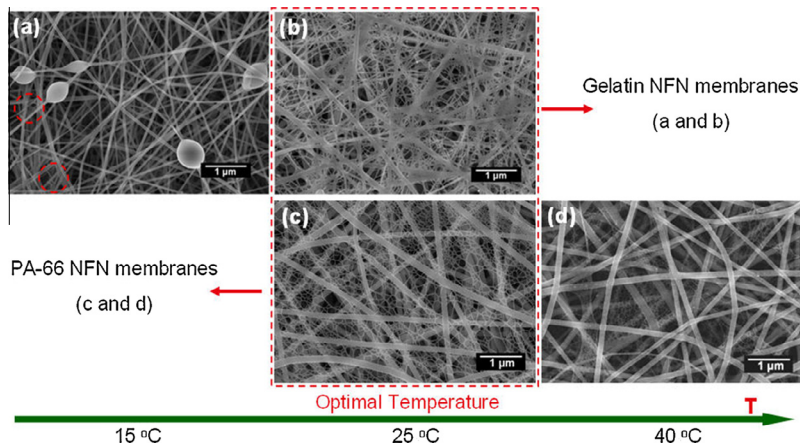 (a)
(b)
1 μm
1 μm
Gelatin NFN membranes
(a and b)
PA-66 NFN membranes
(c and d)
(c)
(d)
1 μm
1 μm
Optimal Temperature
T
15 ºC
25 ºC
40 ºC